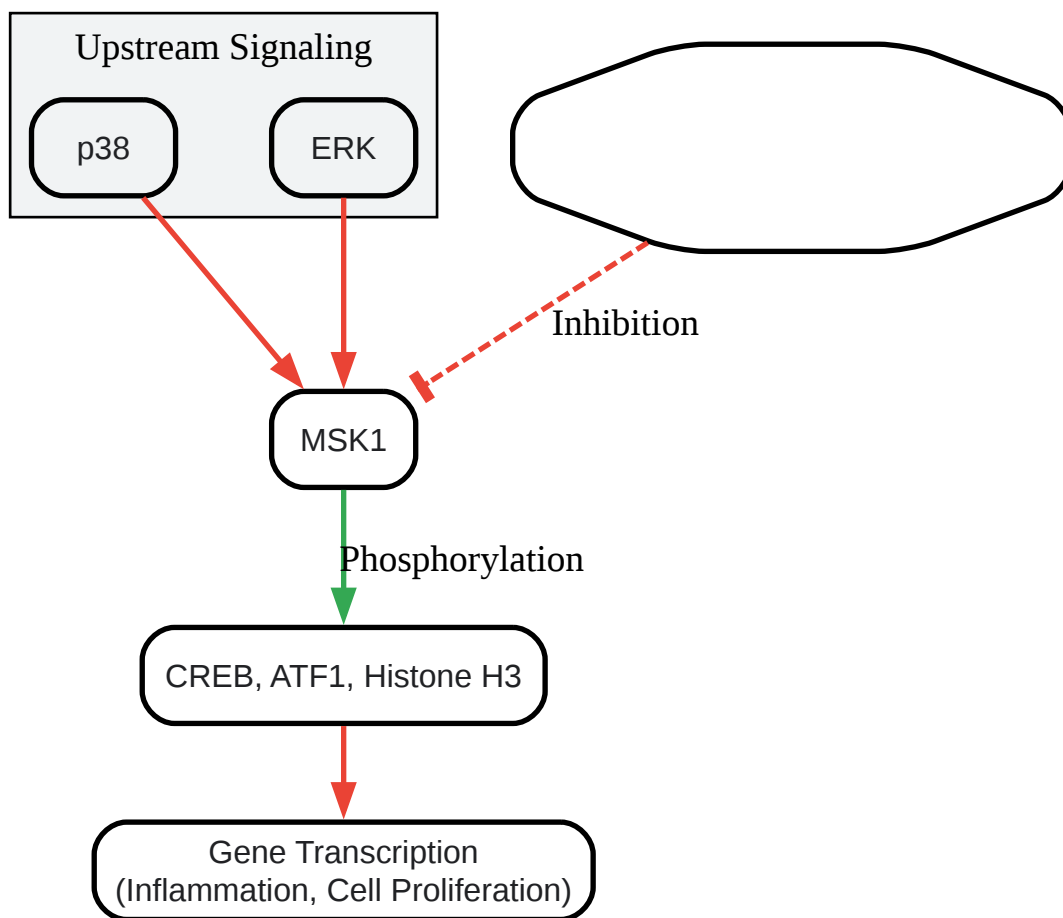 Upstream Signaling
p38
ERK
Inhibition
MSK1
Phosphorylation
CREB, ATF1, Histone H3
Gene Transcription
(Inflammation, Cell Proliferation)